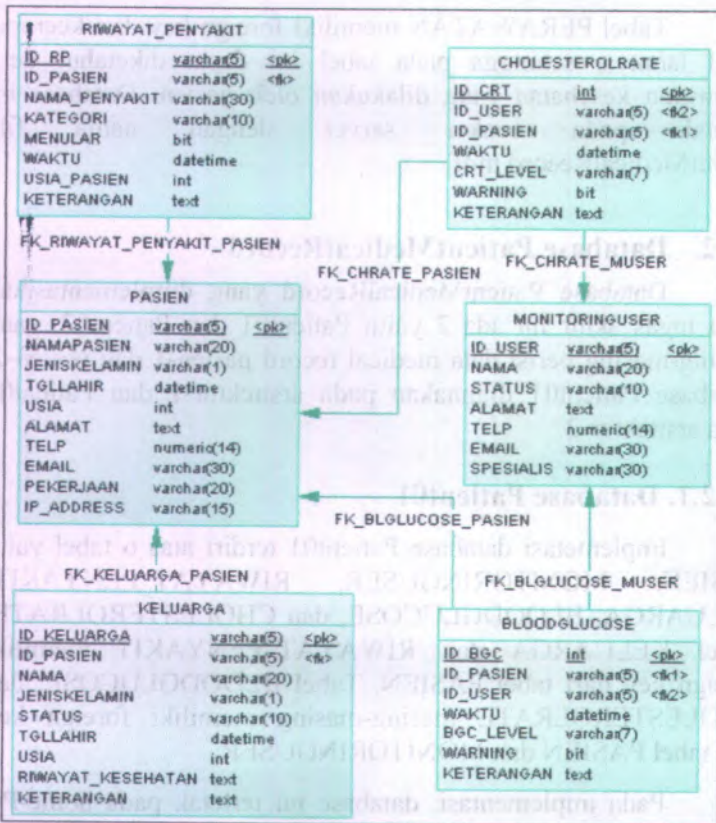 RIWAYAT_PENYAKIT
ID_RP varchar(5) <pk>
ID_PASIEN varchar(5) <fk>
NAMA_PENYAKIT varchar(30)
KATEGORI varchar(10)
MENULAR bit
WAKTU datetime
USIA_PASIEN int
KETERANGAN text
CHOLESTEROLRATE
ID_CRT int <pk>
ID_USER varchar(5) <fk2>
ID_PASIEN varchar(5) <fk1>
WAKTU datetime
CRT_LEVEL varchar(7)
WARNING bit
KETERANGAN text
FK_RIWAYAT_PENYAKIT_PASIEN
FK_CHRATE_PASIEN
FK_CHRATE_MUSER
PASIEN
ID_PASIEN varchar(5) <pk>
NAMAPASIEN varchar(20)
JENISKELAMIN varchar(1)
TGLLAHIR datetime
USIA int
ALAMAT text
TELP numeric(14)
EMAIL varchar(30)
PEKERJAAN varchar(20)
IP_ADDRESS varchar(15)
MONITORINGUSER
ID_USER varchar(5) <pk>
NAMA varchar(20)
STATUS varchar(10)
ALAMAT text
TELP numeric(14)
EMAIL varchar(30)
SPESIALIS varchar(30)
FK_BLGLUCOSE_PASIEN
FK_KELUARGA_PASIEN
FK_BLGLUCOSE_MUSER
KELUARGA
ID_KELUARGA varchar(5) <pk>
ID_PASIEN varchar(5) <fk>
NAMA varchar(20)
JENISKELAMIN varchar(1)
STATUS varchar(10)
TGLLAHIR datetime
USIA int
RIWAYAT_KESEHATAN text
KETERANGAN text
BLOODGLUCOSE
ID_BGC int <pk>
ID_PASIEN varchar(5) <fk1>
ID_USER varchar(5) <fk2>
WAKTU datetime
BGC_LEVEL varchar(7)
WARNING bit
KETERANGAN text